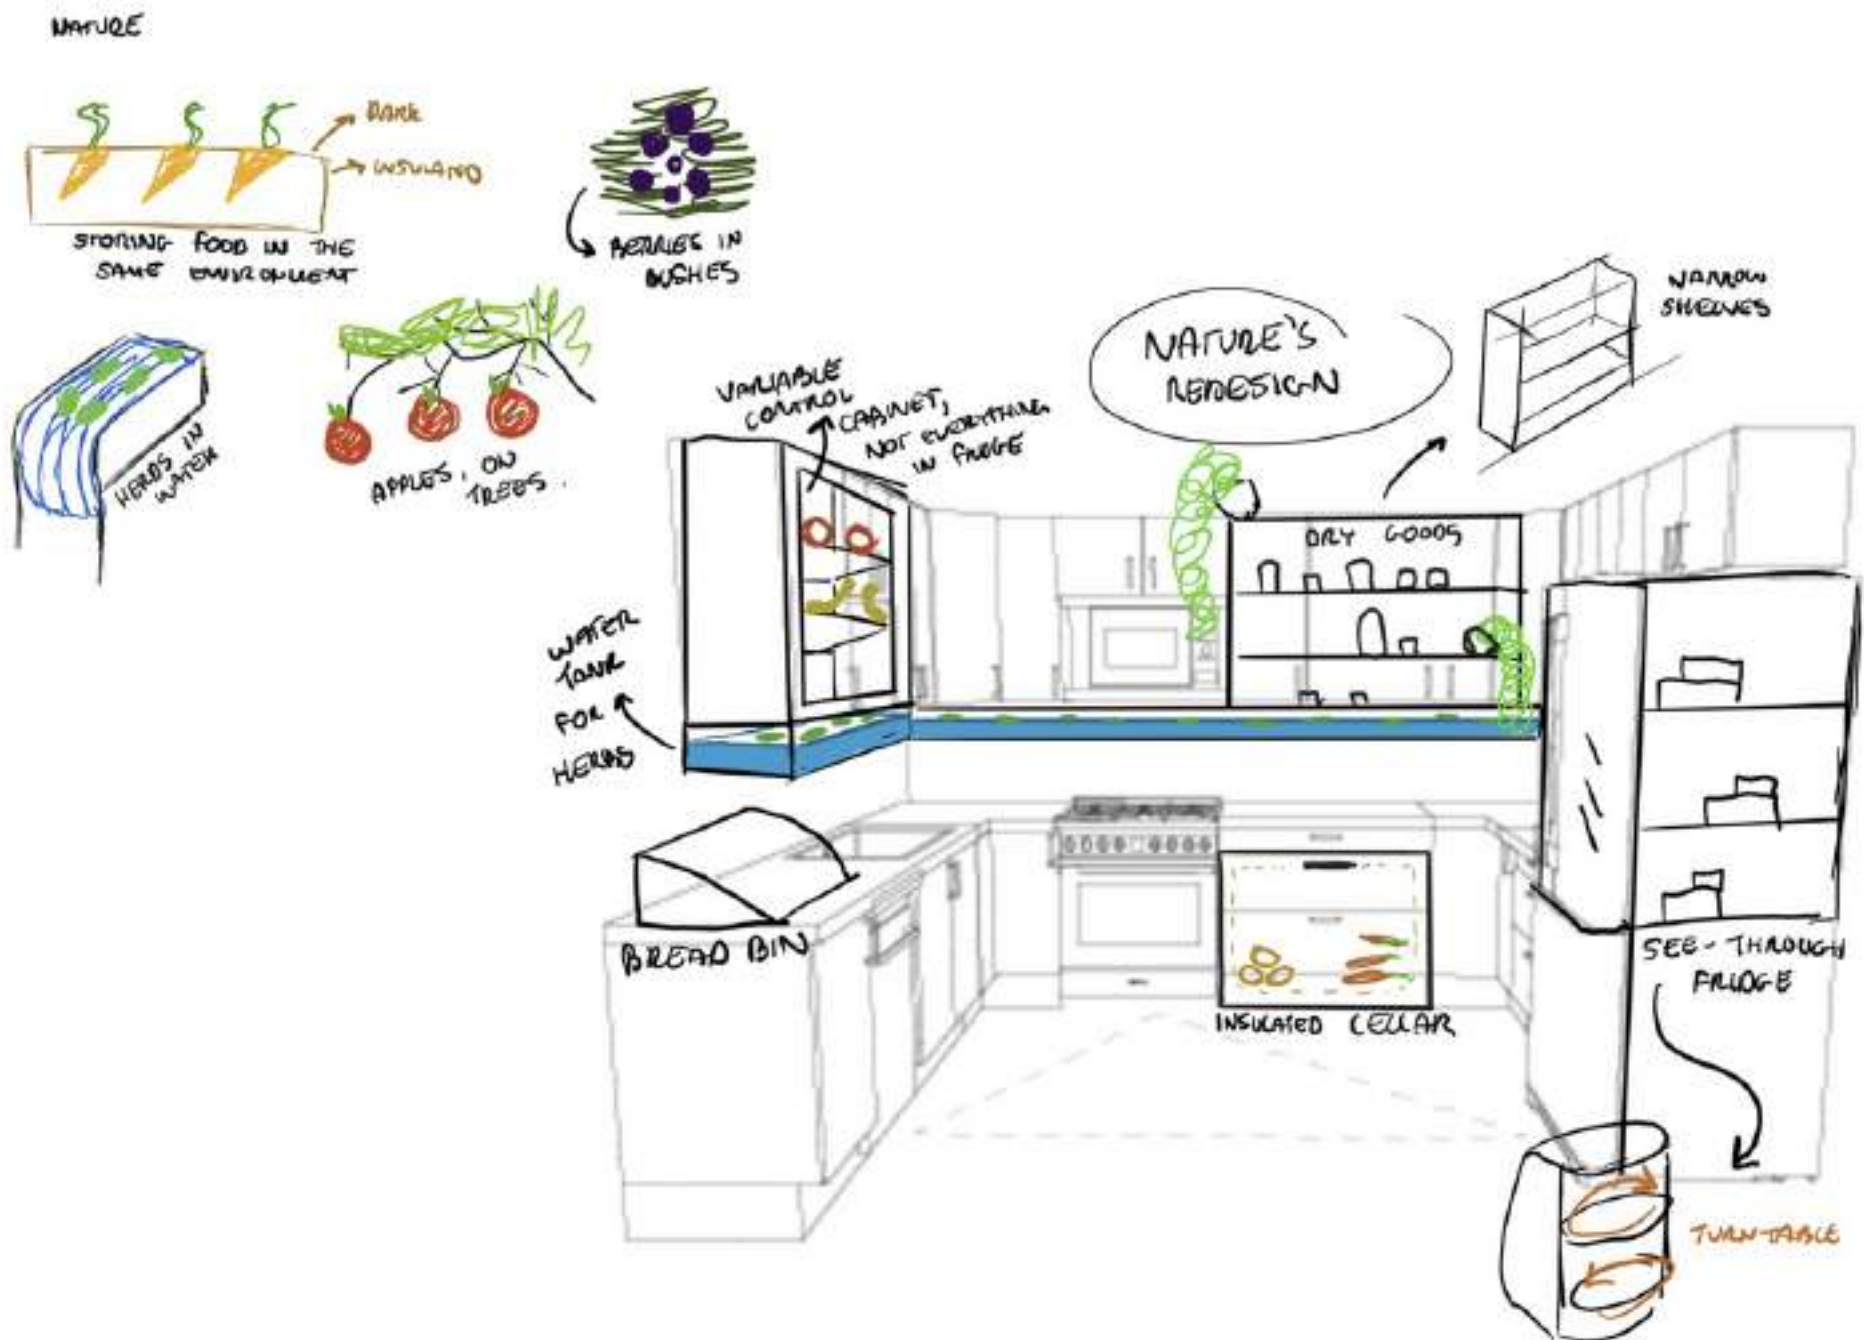 NATURE
DARK
INSULAND
STORING FOOD IN THE
SAME ENVIRONMENT
BERRIES IN
BUSHES
HERBS IN
WATER
APPLES, ON
TREES.
VARIABLE
CONTROL
CABINET,
NOT EVERYTHING
IN FRIDGE
NATURE'S
REDESIGN
NARROW
SHELVES
DRY GOODS
WATER
TANK
FOR
HERBS
BREAD BIN
INSULATED CELLAR
SEE-THROUGH
FRIDGE
TURN-TABLE